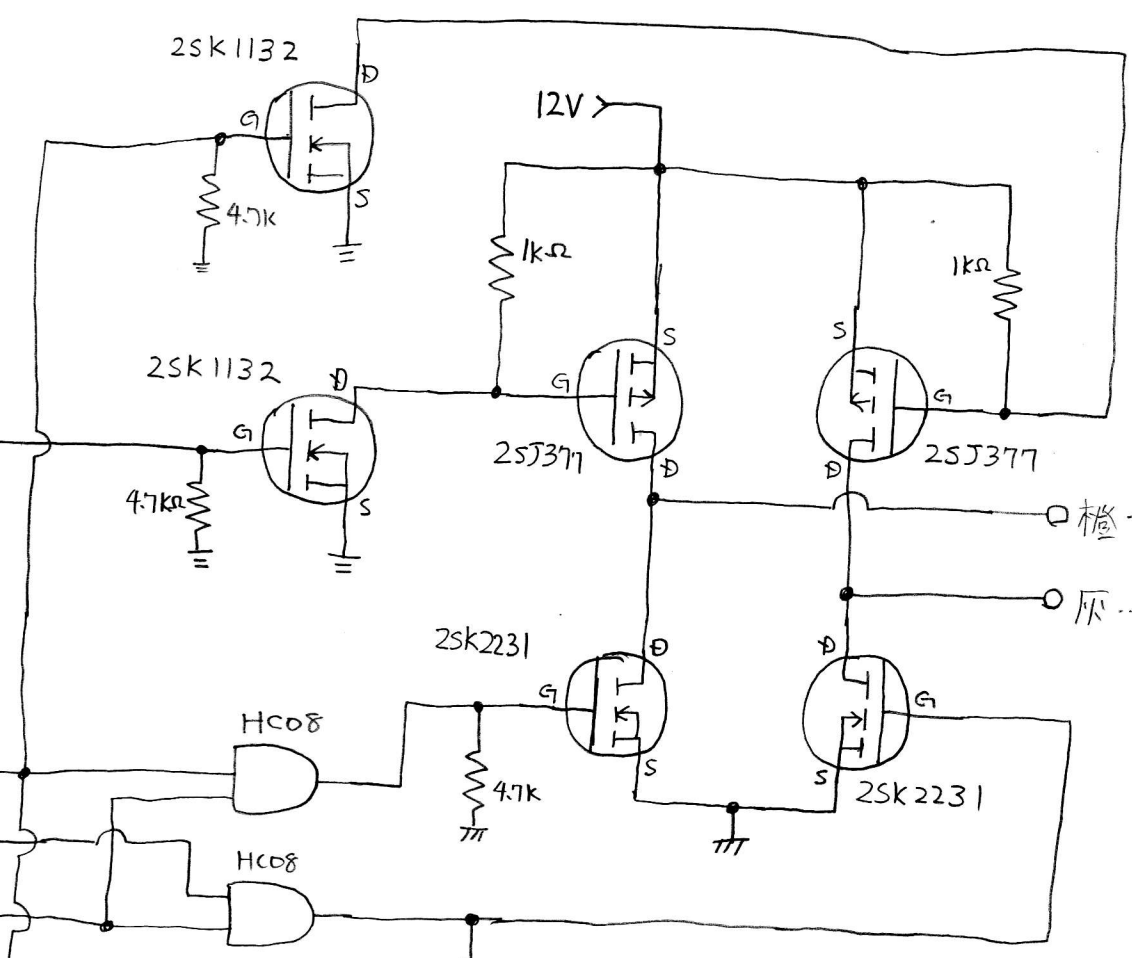 2SK1132
D
G
S
4.7K
12V
1kΩ
1kΩ
S
S
2SK1132
D
G
G
G
2SJ377
2SJ377
4.7kΩ
S
D
D
橙
灰
2SK2231
D
D
G
G
HC08
S
S
4.7K
2SK2231
HC08